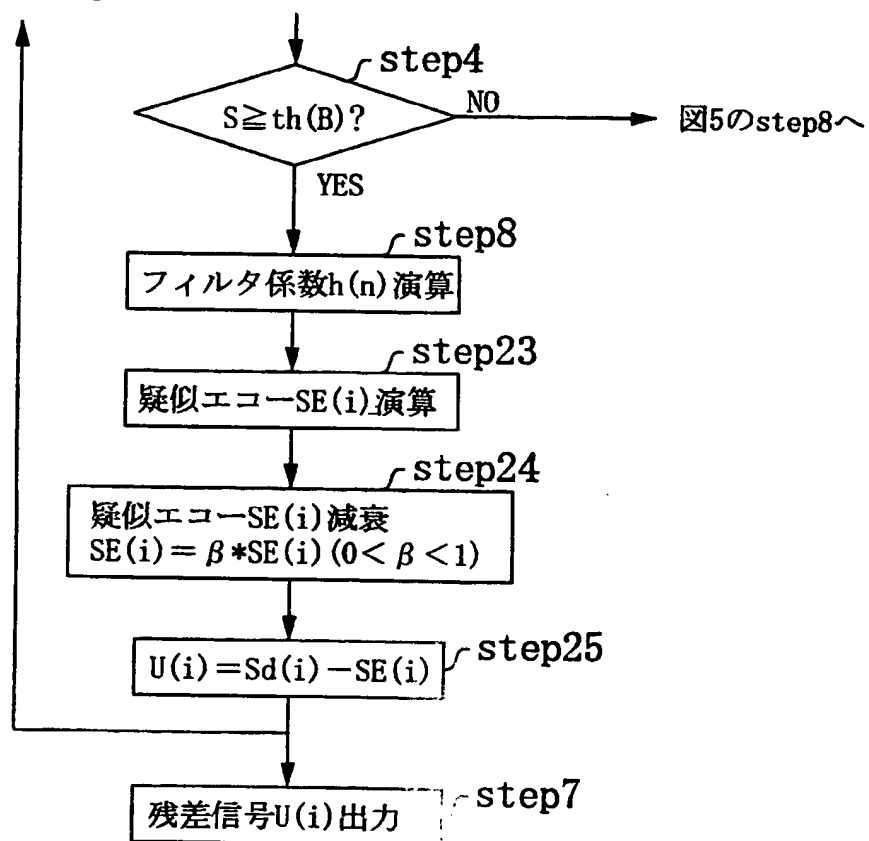 step4
S≧th(B)?
NO
図5のstep8へ
YES
step8
フィルタ係数h(n)演算
step23
疑似エコーSE(i)演算
step24
疑似エコーSE(i)減衰
SE(i)=β*SE(i)(0<β<1)
step25
U(i)=Sd(i)-SE(i)
step7
残差信号U(i)出力